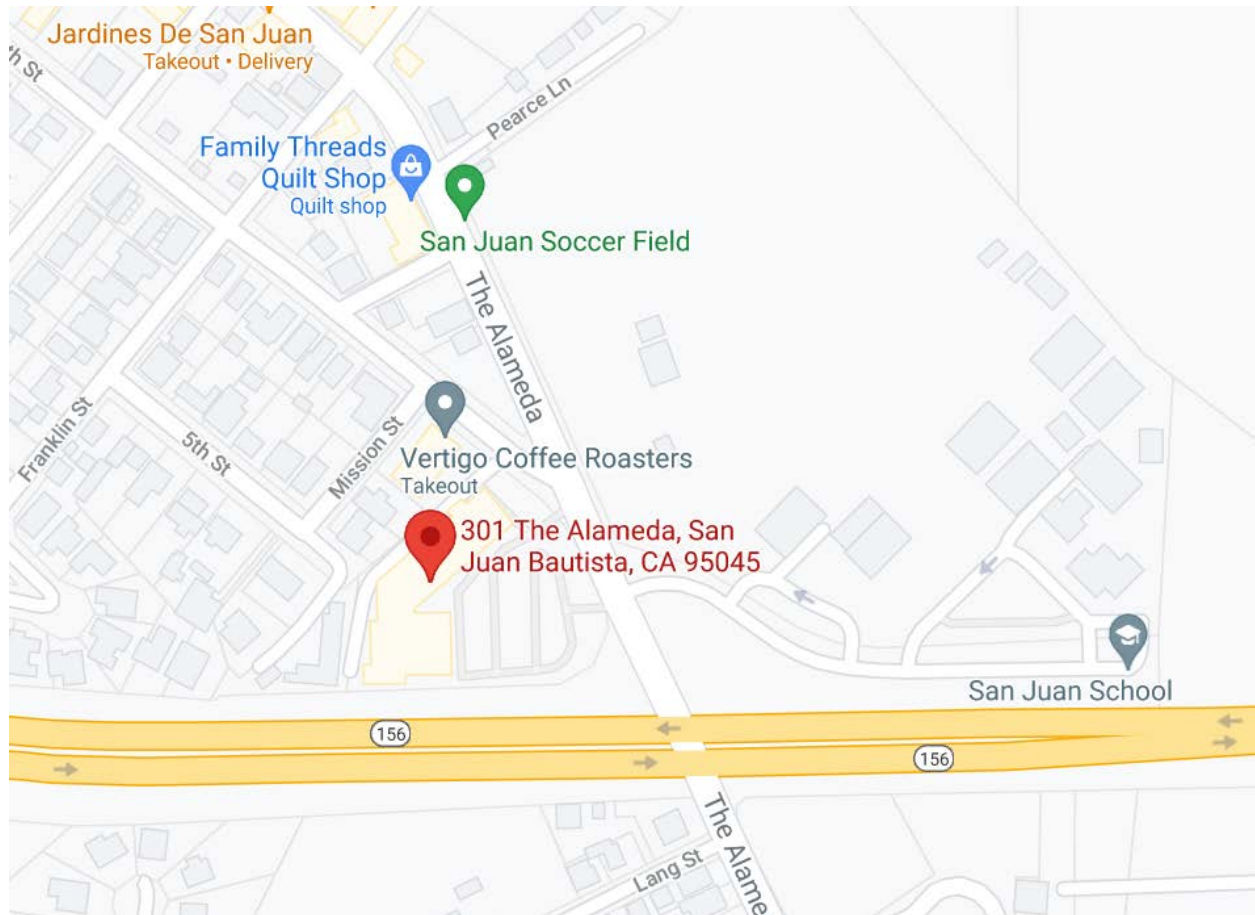 Jardines De San Juan
Takeout • Delivery
th St
Pearce Ln
Family Threads
Quilt Shop
Quilt shop
San Juan Soccer Field
The Alameda
Franklin St
5th St
Mission St
Vertigo Coffee Roasters
Takeout
301 The Alameda, San
Juan Bautista, CA 95045
San Juan School
156
156
The Alame
Lang St